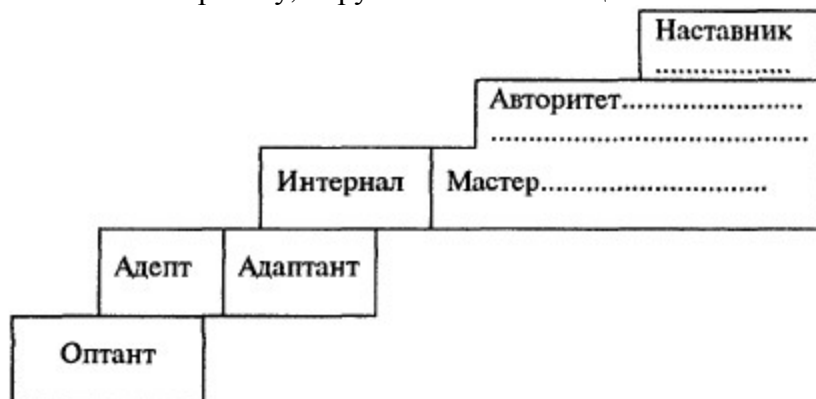 Наставник
..................
Авторитет........................
..........................................
Интернал Мастер..............................
Адепт Адаптант
Оптант